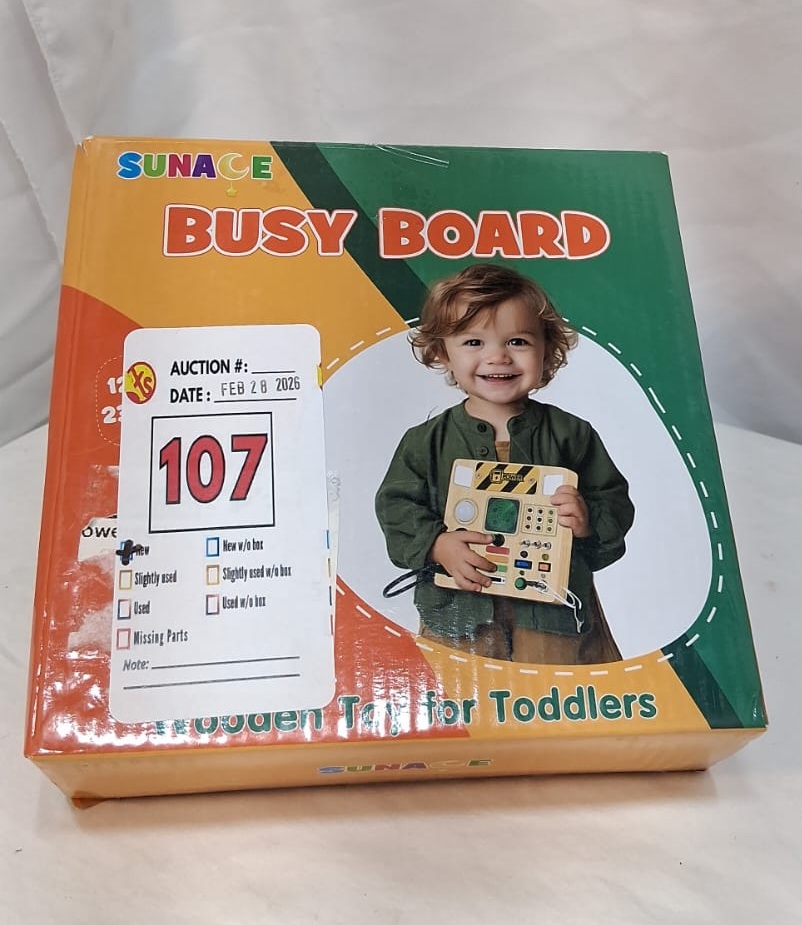 SUNACE
BUSY BOARD
AUCTION #:
DATE: FEB 28 2026
107
New
New w/o box
Slightly used
Slightly used w/o box
Used
Used w/o box
Missing Parts
Note:
POWER
Wooden Toy for Toddlers
SUNACE